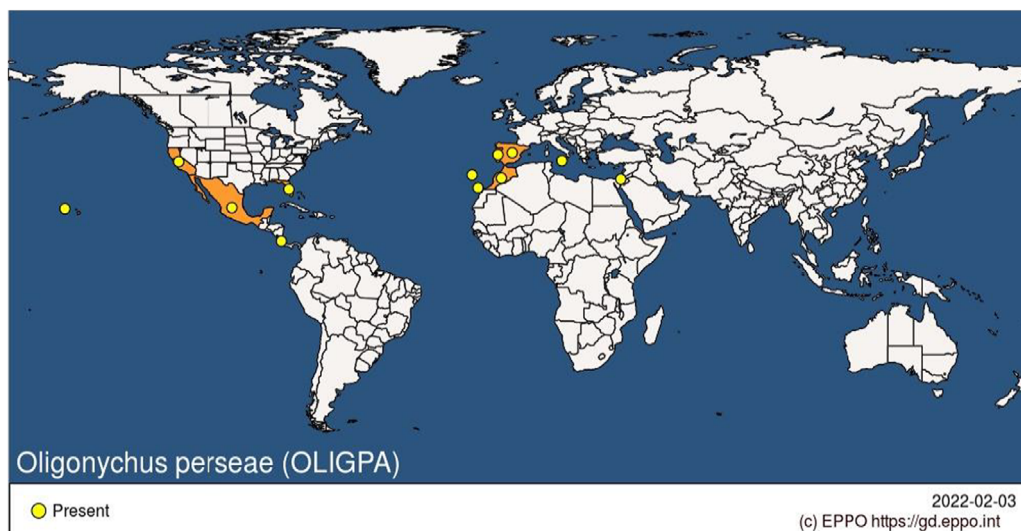 Oligonychus perseae (OLIGPA)
Present
2022-02-03
(c) EPPO https://gd.eppo.int